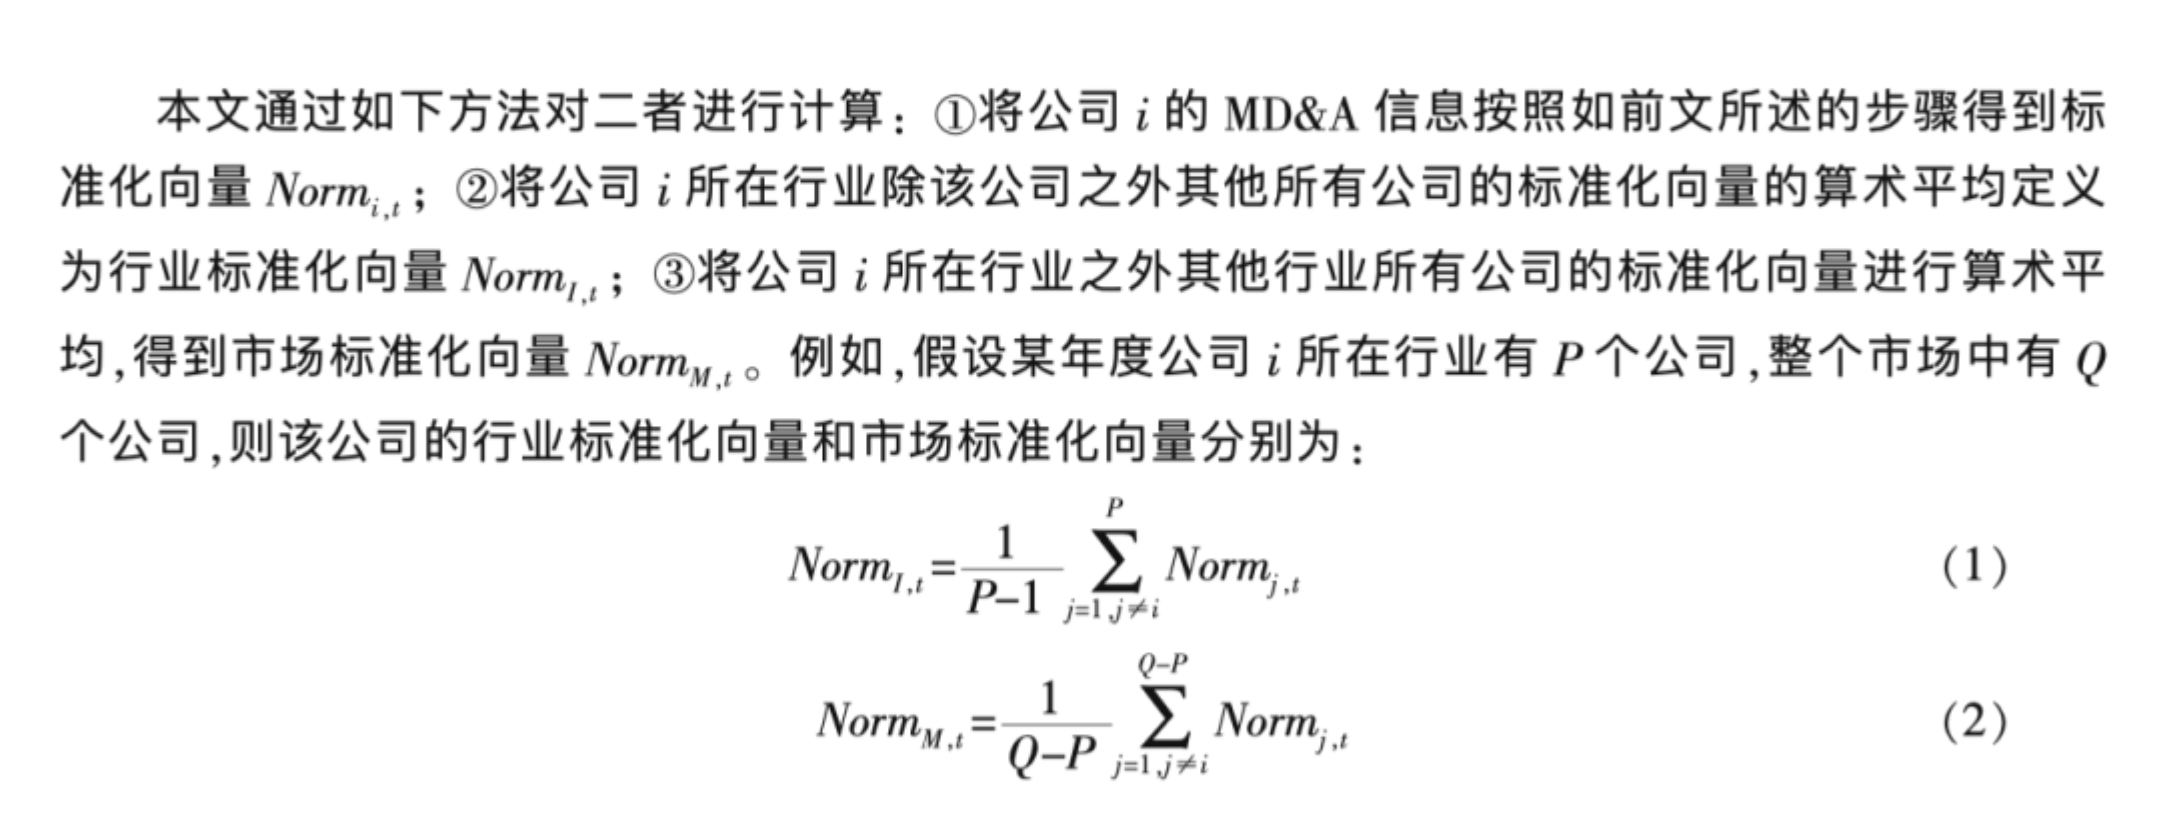 本文通过如下方法对二者进行计算：①将公司 i 的 MD&A 信息按照如前文所述的步骤得到标
准化向量 Norm_{i,t}；②将公司 i 所在行业除该公司之外其他所有公司的标准化向量的算术平均定义
为行业标准化向量 Norm_{I,t}；③将公司 i 所在行业之外其他行业所有公司的标准化向量进行算术平
均,得到市场标准化向量 Norm_{M,t}。例如,假设某年度公司 i 所在行业有 P 个公司,整个市场中有 Q
个公司,则该公司的行业标准化向量和市场标准化向量分别为：
Norm_{I,t}=\frac{1}{P-1}\sum_{j=1,j≠i}^{P}Norm_{j,t} (1)
Norm_{M,t}=\frac{1}{Q-P}\sum_{j=1,j≠i}^{Q-P}Norm_{j,t} (2)